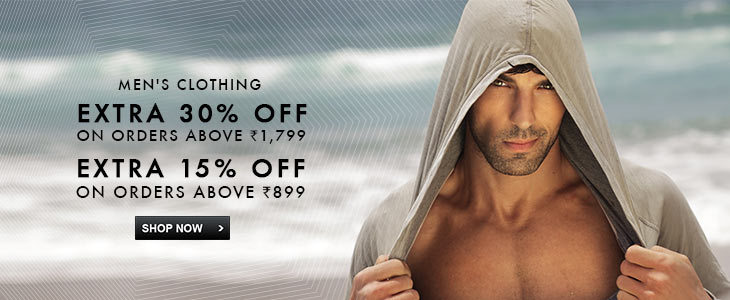 MEN'S CLOTHING
EXTRA 30% OFF
ON ORDERS ABOVE ₹1,799
EXTRA 15% OFF
ON ORDERS ABOVE ₹899
SHOP NOW >